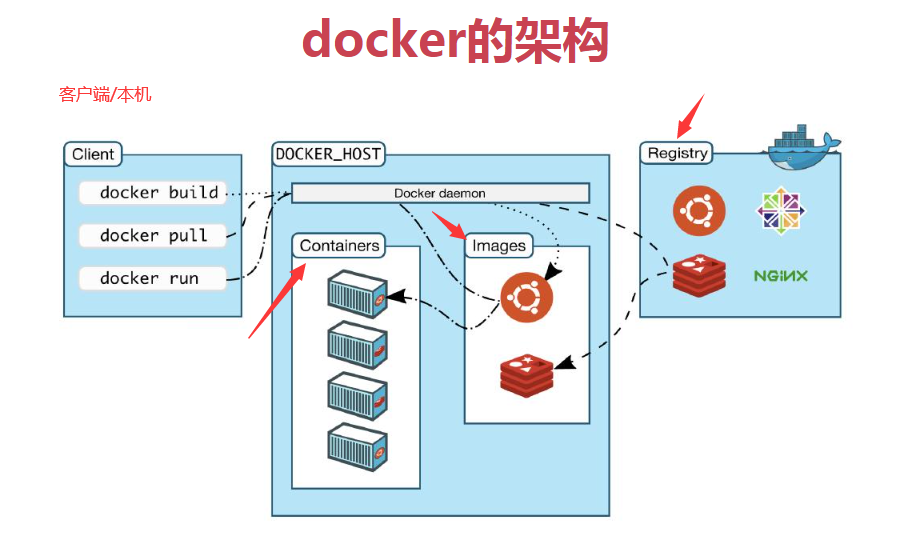 docker的架构
客户端/本机
Client
docker build
docker pull
docker run
DOCKER_HOST
Docker daemon
Containers
Images
Registry
NGINX